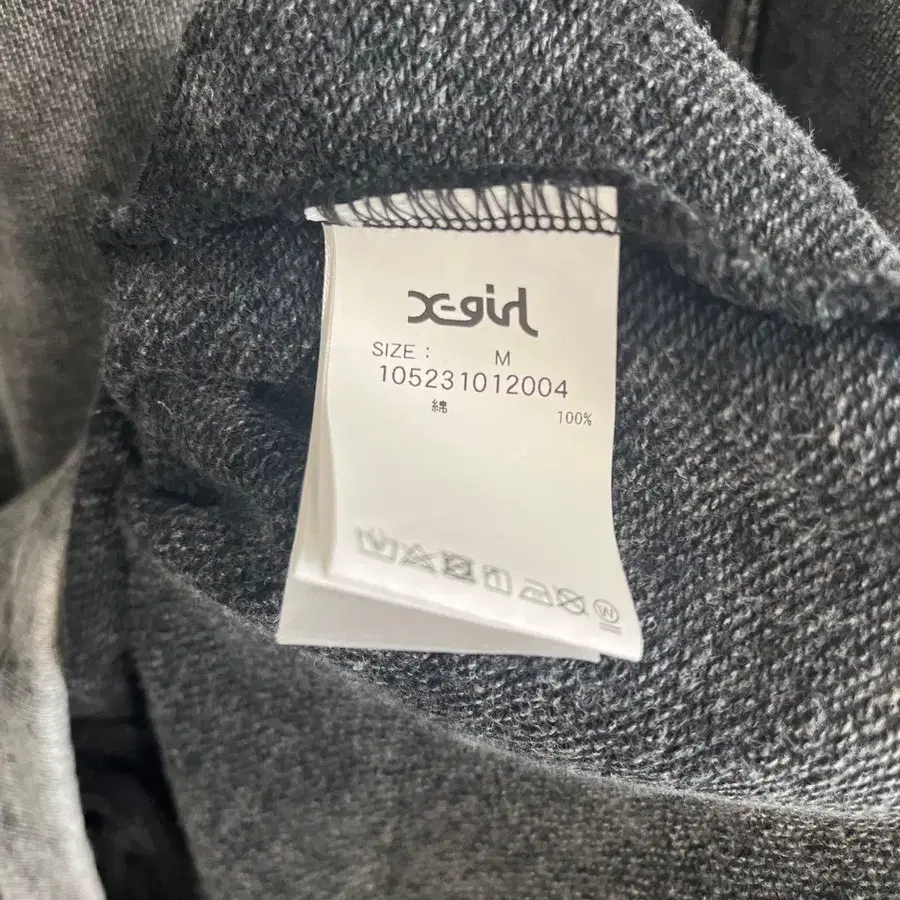 X-girl
SIZE : M
105231012004
綿 100%
W